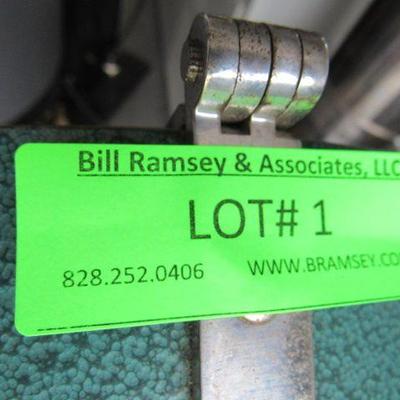 Bill Ramsey & Associates, LLC
LOT# 1
828.252.0406 WWW.BRAMSEY.CO